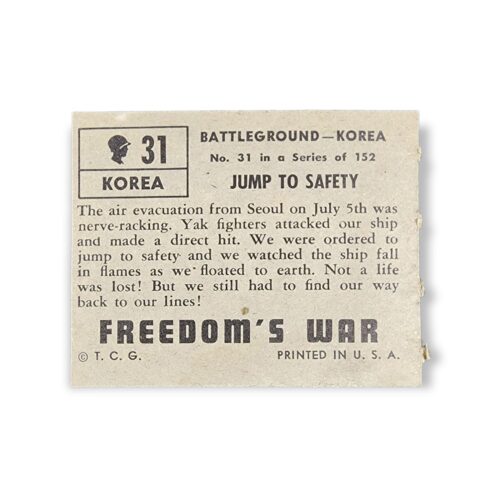 31
KOREA
BATTLEGROUND—KOREA
No. 31 in a Series of 152
JUMP TO SAFETY
The air evacuation from Seoul on July 5th was
nerve-racking. Yak fighters attacked our ship
and made a direct hit. We were ordered to
jump to safety and we watched the ship fall
in flames as we floated to earth. Not a life
was lost! But we still had to find our way
back to our lines!
FREEDOM'S WAR
© T. C. G.
PRINTED IN U. S. A.